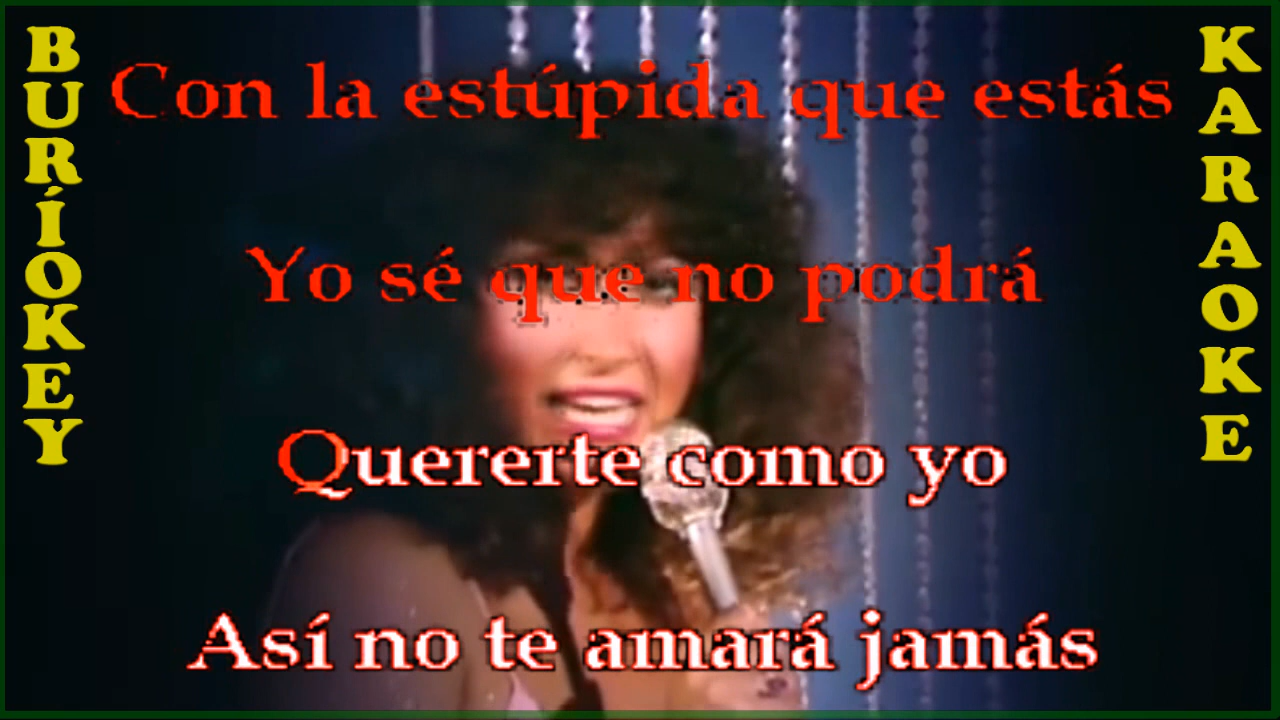 BURÍOKEY
Con la estúpida que estás
Yo sé que no podrá
Quererte como yo
Así no te amará jamás
KARAOKE